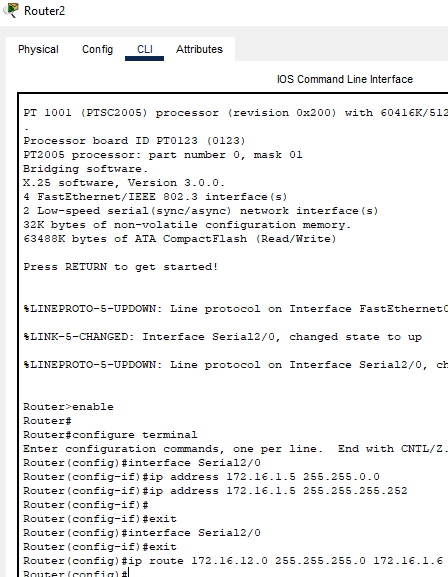 Router2
Physical Config CLI Attributes
IOS Command Line Interface
PT 1001 (PTSC2005) processor (revision 0x200) with 60416K/512
.
Processor board ID PT0123 (0123)
PT2005 processor: part number 0, mask 01
Bridging software.
X.25 software, Version 3.0.0.
4 FastEthernet/IEEE 802.3 interface(s)
2 Low-speed serial(sync/async) network interface(s)
32K bytes of non-volatile configuration memory.
63488K bytes of ATA CompactFlash (Read/Write)
Press RETURN to get started!
%LINEPROTO-5-UPDOWN: Line protocol on Interface FastEthernet0
%LINK-5-CHANGED: Interface Serial2/0, changed state to up
%LINEPROTO-5-UPDOWN: Line protocol on Interface Serial2/0, ch
Router>enable
Router#
Router#configure terminal
Enter configuration commands, one per line. End with CNTL/Z.
Router(config)#interface Serial2/0
Router(config-if)#ip address 172.16.1.5 255.255.0.0
Router(config-if)#ip address 172.16.1.5 255.255.255.252
Router(config-if)#
Router(config-if)#exit
Router(config)#interface Serial2/0
Router(config-if)#exit
Router(config)#ip route 172.16.12.0 255.255.255.0 172.16.1.6
Router(config)#